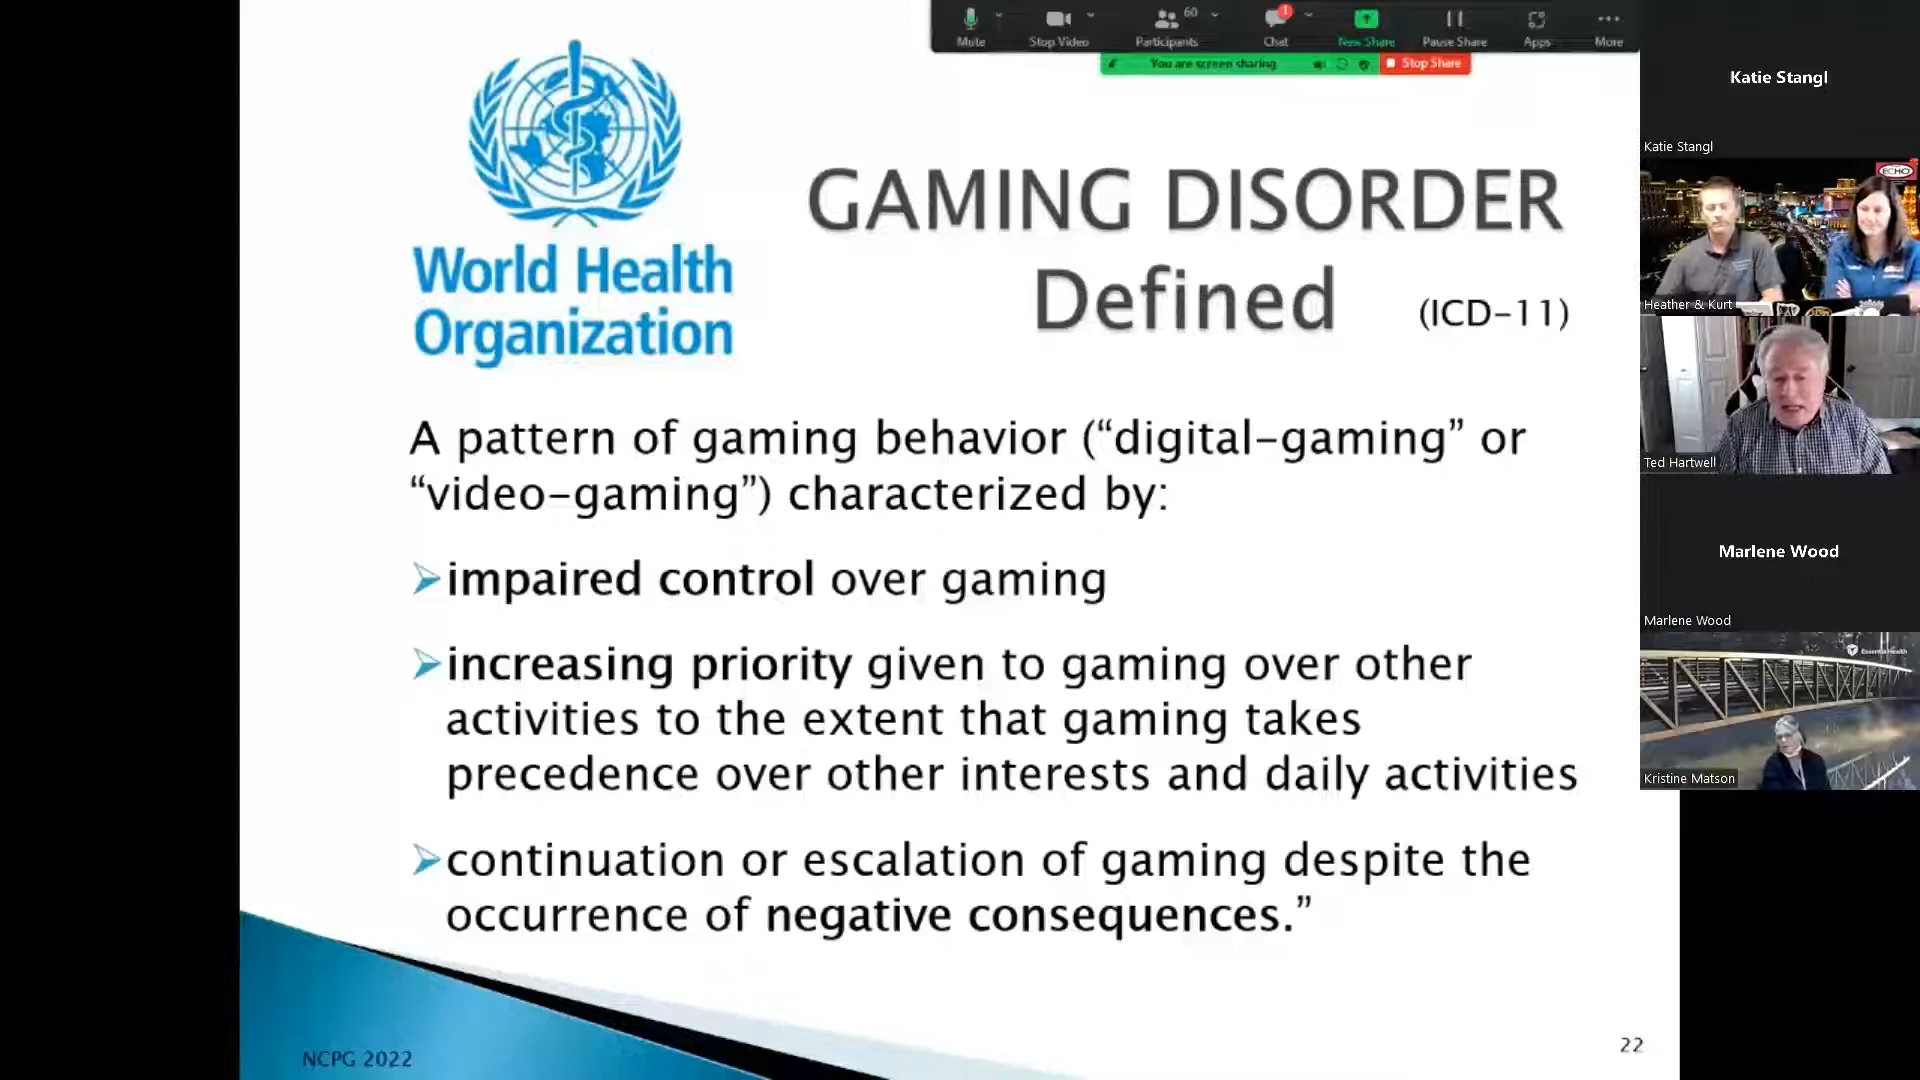 Mute
Stop Video
60
Participants
1
Chat
New Share
Pause Share
Apps
More
You are screen sharing
Stop Share
World Health
Organization
GAMING DISORDER
Defined (ICD-11)
A pattern of gaming behavior (“digital-gaming” or
“video-gaming”) characterized by:
impaired control over gaming
increasing priority given to gaming over other
activities to the extent that gaming takes
precedence over other interests and daily activities
continuation or escalation of gaming despite the
occurrence of negative consequences.”
NCPG 2022
22
Katie Stangl
Katie Stangl
ECHO
Heather & Kurt
Ted Hartwell
Marlene Wood
Marlene Wood
Essentia Health
Kristine Matson